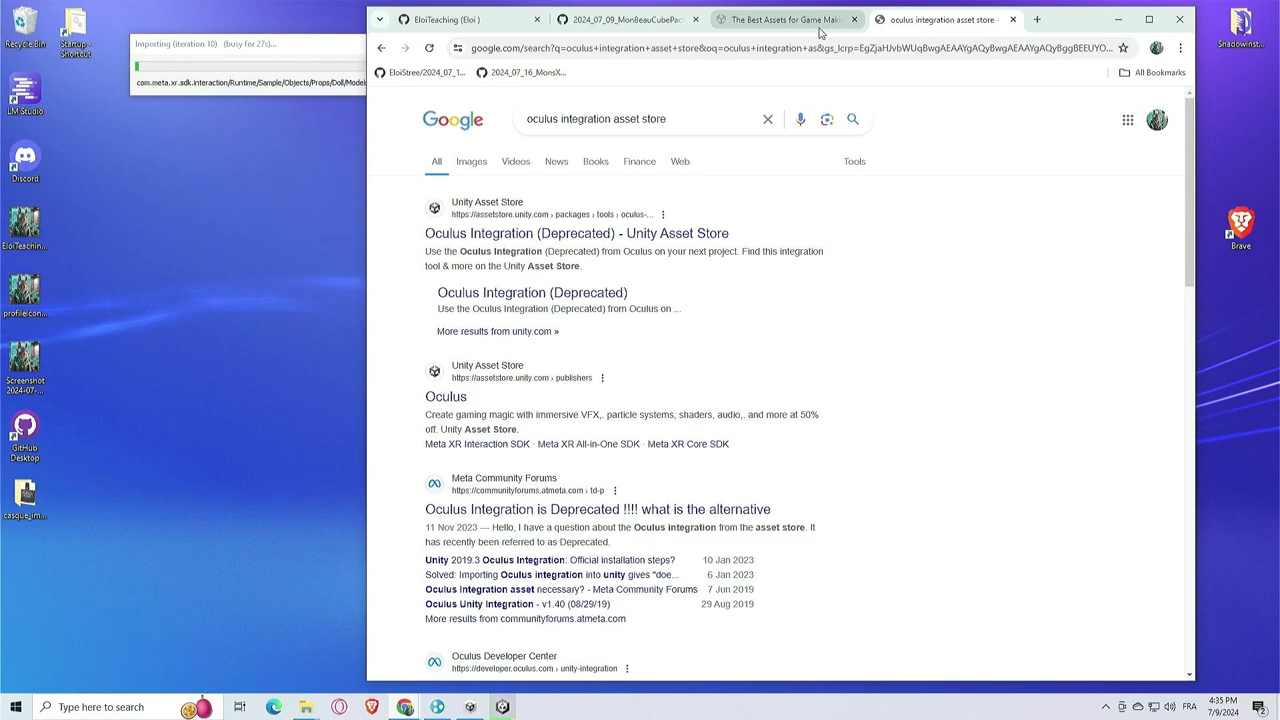 EloiTeaching (Eloi )
2024_07_09_MonBeauCubePac
The Best Assets for Game Maki
oculus integration asset store
google.com/search?q=oculus+integration+asset+store&oq=oculus+integration+as&gs_lcrp=
EloiStree/2024_07_1...
2024_07_16_MonsX...
All Bookmarks
Recycle Bin
Startup -
Shortcuts
LM Studio
Discord
EloiTeachin...
profileIcon...
Screenshot
2024-07-...
GitHub
Desktop
casque_im...
Importing (iteration 10) (busy for 27s)...
com.meta.xr.sdk.interaction/Runtime/Sample/Objects/Props/Doll/Models
Google
oculus integration asset store
All
Images
Videos
News
Books
Finance
Web
Tools
Unity Asset Store
https://assetstore.unity.com › packages › tools › oculus-...
Oculus Integration (Deprecated) - Unity Asset Store
Use the Oculus Integration (Deprecated) from Oculus on your next project. Find this integration
tool & more on the Unity Asset Store.
Oculus Integration (Deprecated)
Use the Oculus Integration (Deprecated) from Oculus on ...
More results from unity.com »
Unity Asset Store
https://assetstore.unity.com › publishers
Oculus
Create gaming magic with immersive VFX,. particle systems, shaders, audio,. and more at 50%
off. Unity Asset Store.
Meta XR Interaction SDK · Meta XR All-in-One SDK · Meta XR Core SDK
Meta Community Forums
https://communityforums.atmeta.com › td-p
Oculus Integration is Deprecated !!!! what is the alternative
11 Nov 2023 — Hello, I have a question about the Oculus integration from the asset store. It
has recently been referred to as Deprecated.
Unity 2019.3 Oculus Integration: Official installation steps? 10 Jan 2023
Solved: Importing Oculus integration into unity gives "doe... 6 Jan 2023
Oculus Integration asset necessary? - Meta Community Forums 7 Jun 2019
Oculus Unity Integration - v1.40 (08/29/19) 29 Aug 2019
More results from communityforums.atmeta.com
Oculus Developer Center
https://developer.oculus.com › unity-integration
ShadowInst...
Brave
Type here to search
FRA
4:35 PM
7/9/2024
2